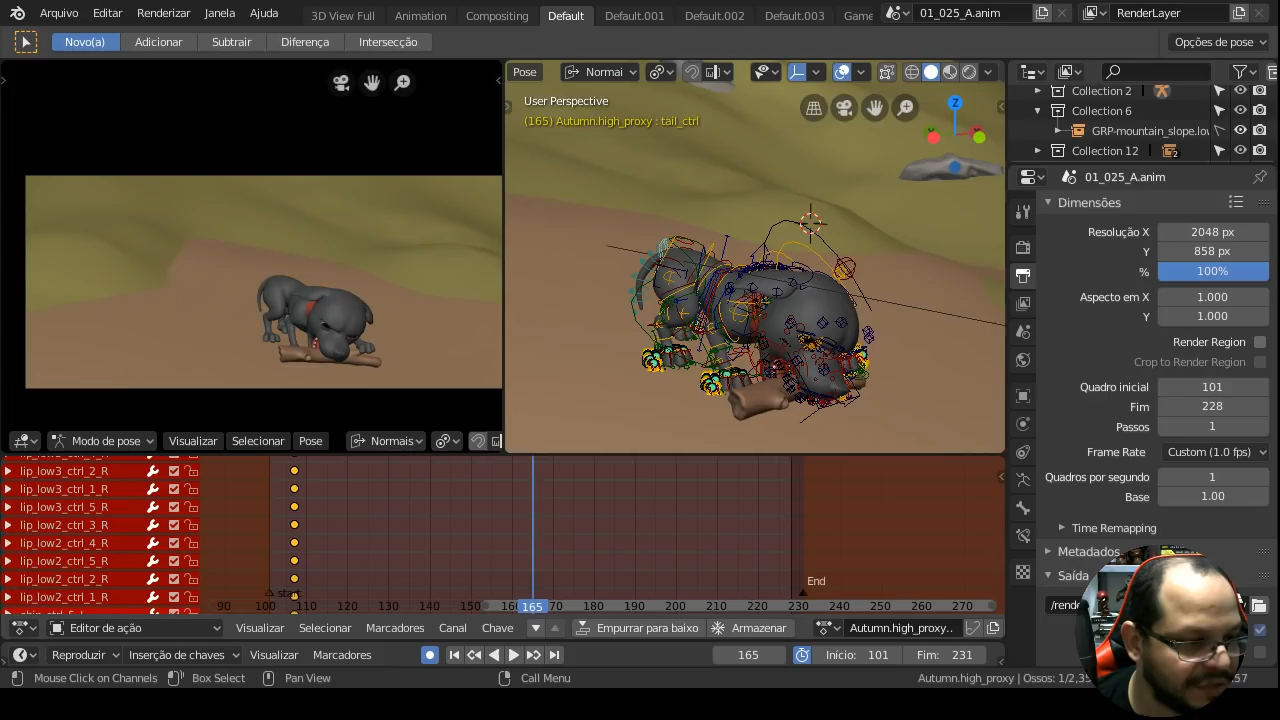 Arquivo Editar Renderizar Janela Ajuda 3D View Full Animation Compositing Default Default.001 Default.002 Default.003 Game 01_025_A.anim RenderLayer
Novo(a) Adicionar Subtrair Diferença Intersecção Opções de pose
Pose Normai
User Perspective
(165) Autumn.high_proxy : tail_ctrl
Z
Collection 2
Collection 6
GRP-mountain_slope.lo
Collection 12 2
01_025_A.anim
Dimensões
Resolução X 2048 px
Y 858 px
% 100%
Aspecto em X 1.000
Y 1.000
Render Region
Crop to Render Region
Quadro inicial 101
Fim 228
Passos 1
Frame Rate Custom (1.0 fps)
Quadros por segundo 1
Base 1.00
Time Remapping
Metadados
Saída
/rende
Modo de pose Visualizar Selecionar Pose Normais
lip_low3_ctrl_2_R
lip_low3_ctrl_1_R
lip_low3_ctrl_5_R
lip_low2_ctrl_3_R
lip_low2_ctrl_4_R
lip_low2_ctrl_5_R
lip_low2_ctrl_2_R
lip_low2_ctrl_1_R
start End
90 100 110 120 130 140 150 165 180 190 200 210 220 230 240 250 260 270
Editor de ação Visualizar Selecionar Marcadores Canal Chave Empurrar para baixo Armazenar Autumn.high_proxy..
Reproduzir Inserção de chaves Visualizar Marcadores 165 Início: 101 Fim: 231
Mouse Click on Channels Box Select Pan View Call Menu Autumn.high_proxy | Ossos: 1/2,35